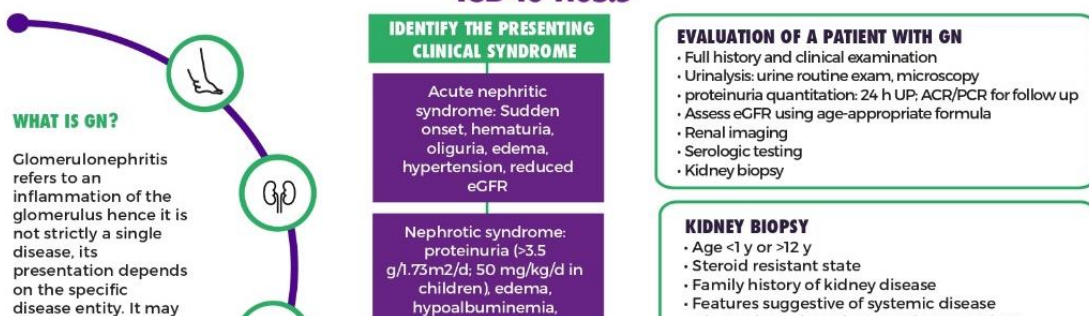 WHAT IS GN?
Glomerulonephritis
refers to an
inflammation of the
glomerulus hence it is
not strictly a single
disease, its
presentation depends
on the specific
disease entity. It may
IDENTIFY THE PRESENTING
CLINICAL SYNDROME
Acute nephritic
syndrome: Sudden
onset, hematuria,
oliguria, edema,
hypertension, reduced
eGFR
Nephrotic syndrome:
proteinuria (>3.5
g/1.73m2/d; 50 mg/kg/d in
children), edema,
hypoalbuminemia,
EVALUATION OF A PATIENT WITH GN
• Full history and clinical examination
• Urinalysis: urine routine exam, microscopy
• proteinuria quantitation: 24 h UP; ACR/PCR for follow up
• Assess eGFR using age-appropriate formula
• Renal imaging
• Serologic testing
• Kidney biopsy
KIDNEY BIOPSY
• Age <1 y or >12 y
• Steroid resistant state
• Family history of kidney disease
• Features suggestive of systemic disease